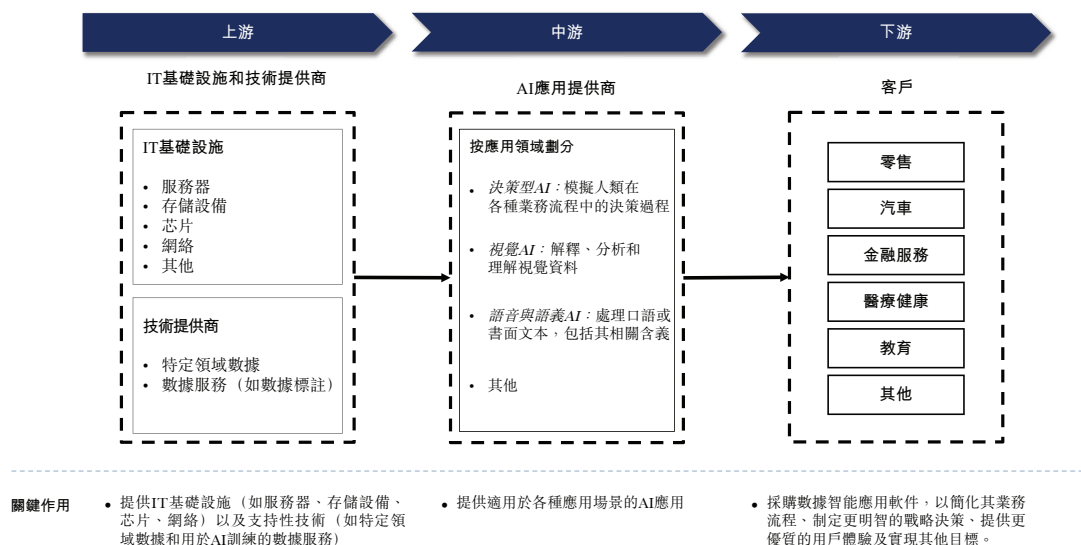 上游
中游
下游
IT基礎設施和技術提供商
AI應用提供商
客戶
IT基礎設施
• 服務器
• 存儲設備
• 芯片
• 網絡
• 其他
技術提供商
• 特定領域數據
• 數據服務（如數據標註）
按應用領域劃分
• 決策型AI：模擬人類在
各種業務流程中的決策過程
• 視覺AI：解釋、分析和
理解視覺資料
• 語音與語義AI：處理口語或
書面文本，包括其相關含義
• 其他
零售
汽車
金融服務
醫療健康
教育
其他
關鍵作用
• 提供IT基礎設施（如服務器、存儲設備、
芯片、網絡）以及支持性技術（如特定領
域數據和用於AI訓練的數據服務）
• 提供適用於各種應用場景的AI應用
• 採購數據智能應用軟件，以簡化其業務
流程、制定更明智的戰略決策、提供更
優質的用戶體驗及實現其他目標。